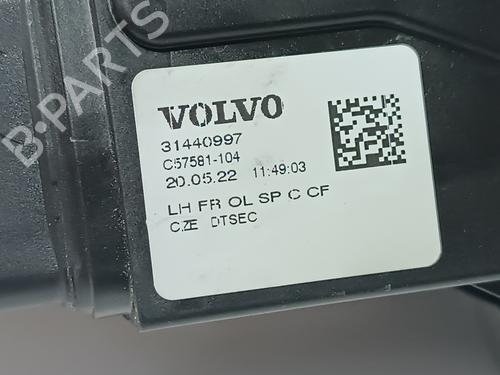 B-PARTS
VOLVO
31440997
C57581-104
20.05.22 11:49:03
LH FR OL SP C CF
CZE DTSEC